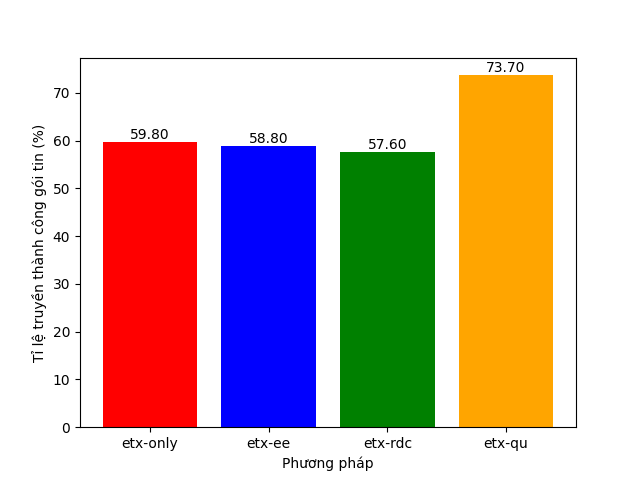 Tỉ lệ truyền thành công gói tin (%)
70
60
50
40
30
20
10
0
59.80
58.80
57.60
73.70
etx-only
etx-ee
etx-rdc
etx-qu
Phương pháp